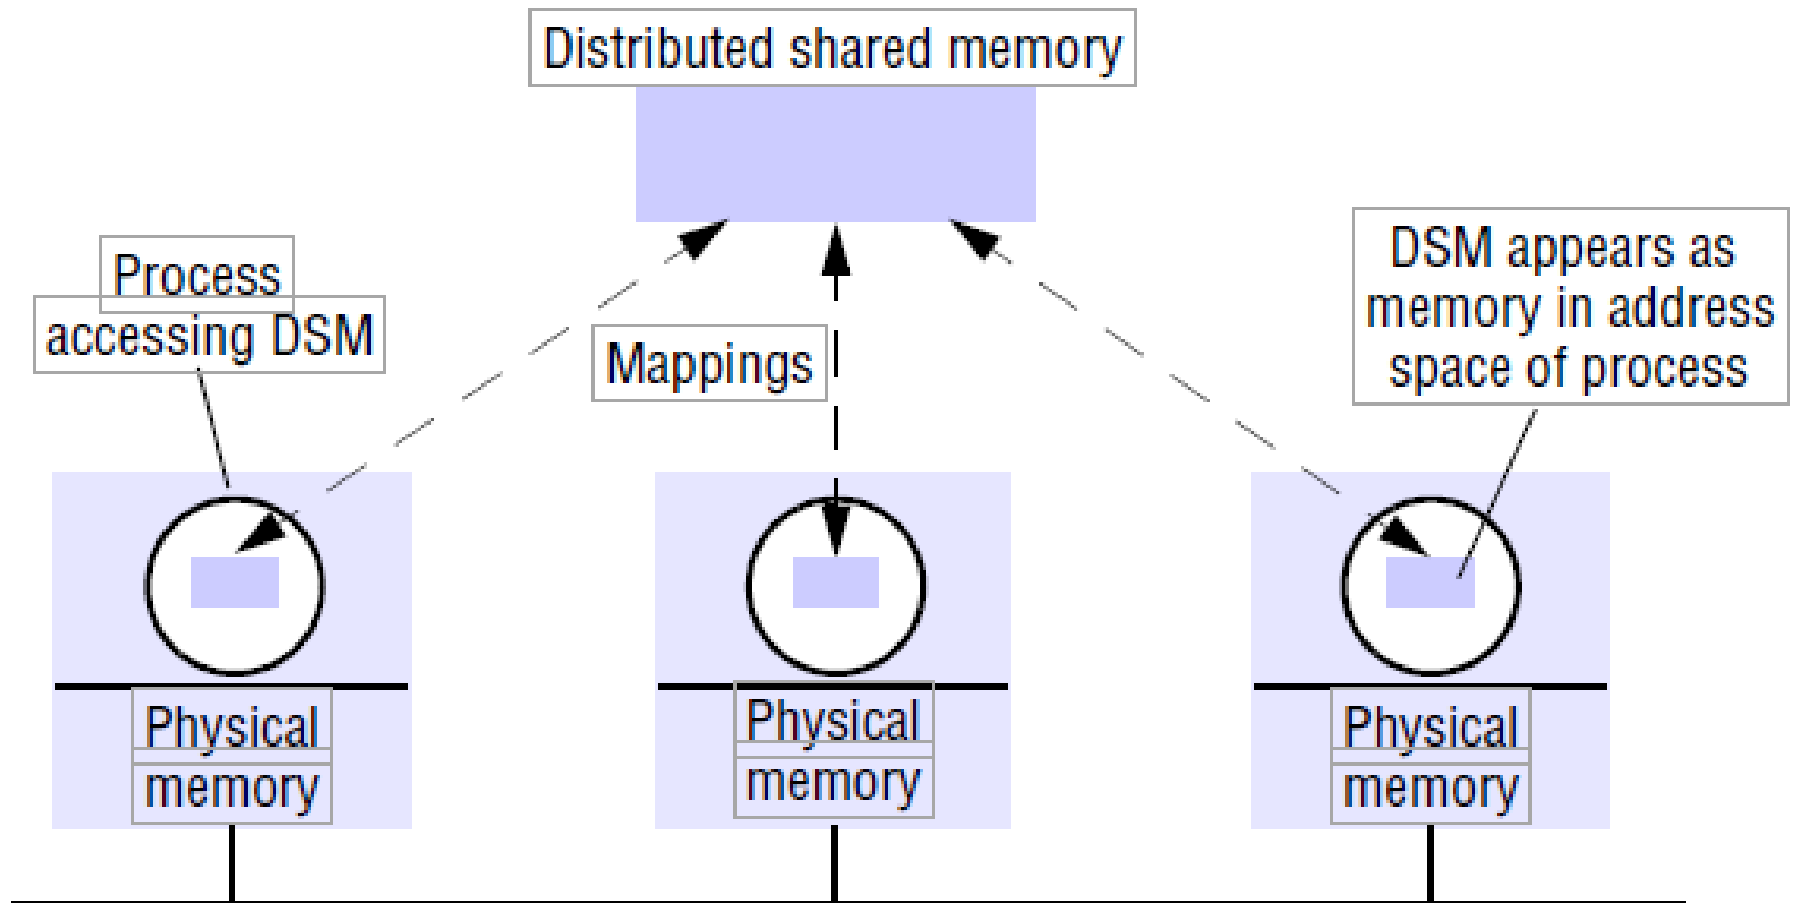 Distributed shared memory
Process
accessing DSM
Mappings
DSM appears as
memory in address
space of process
Physical
memory
Physical
memory
Physical
memory